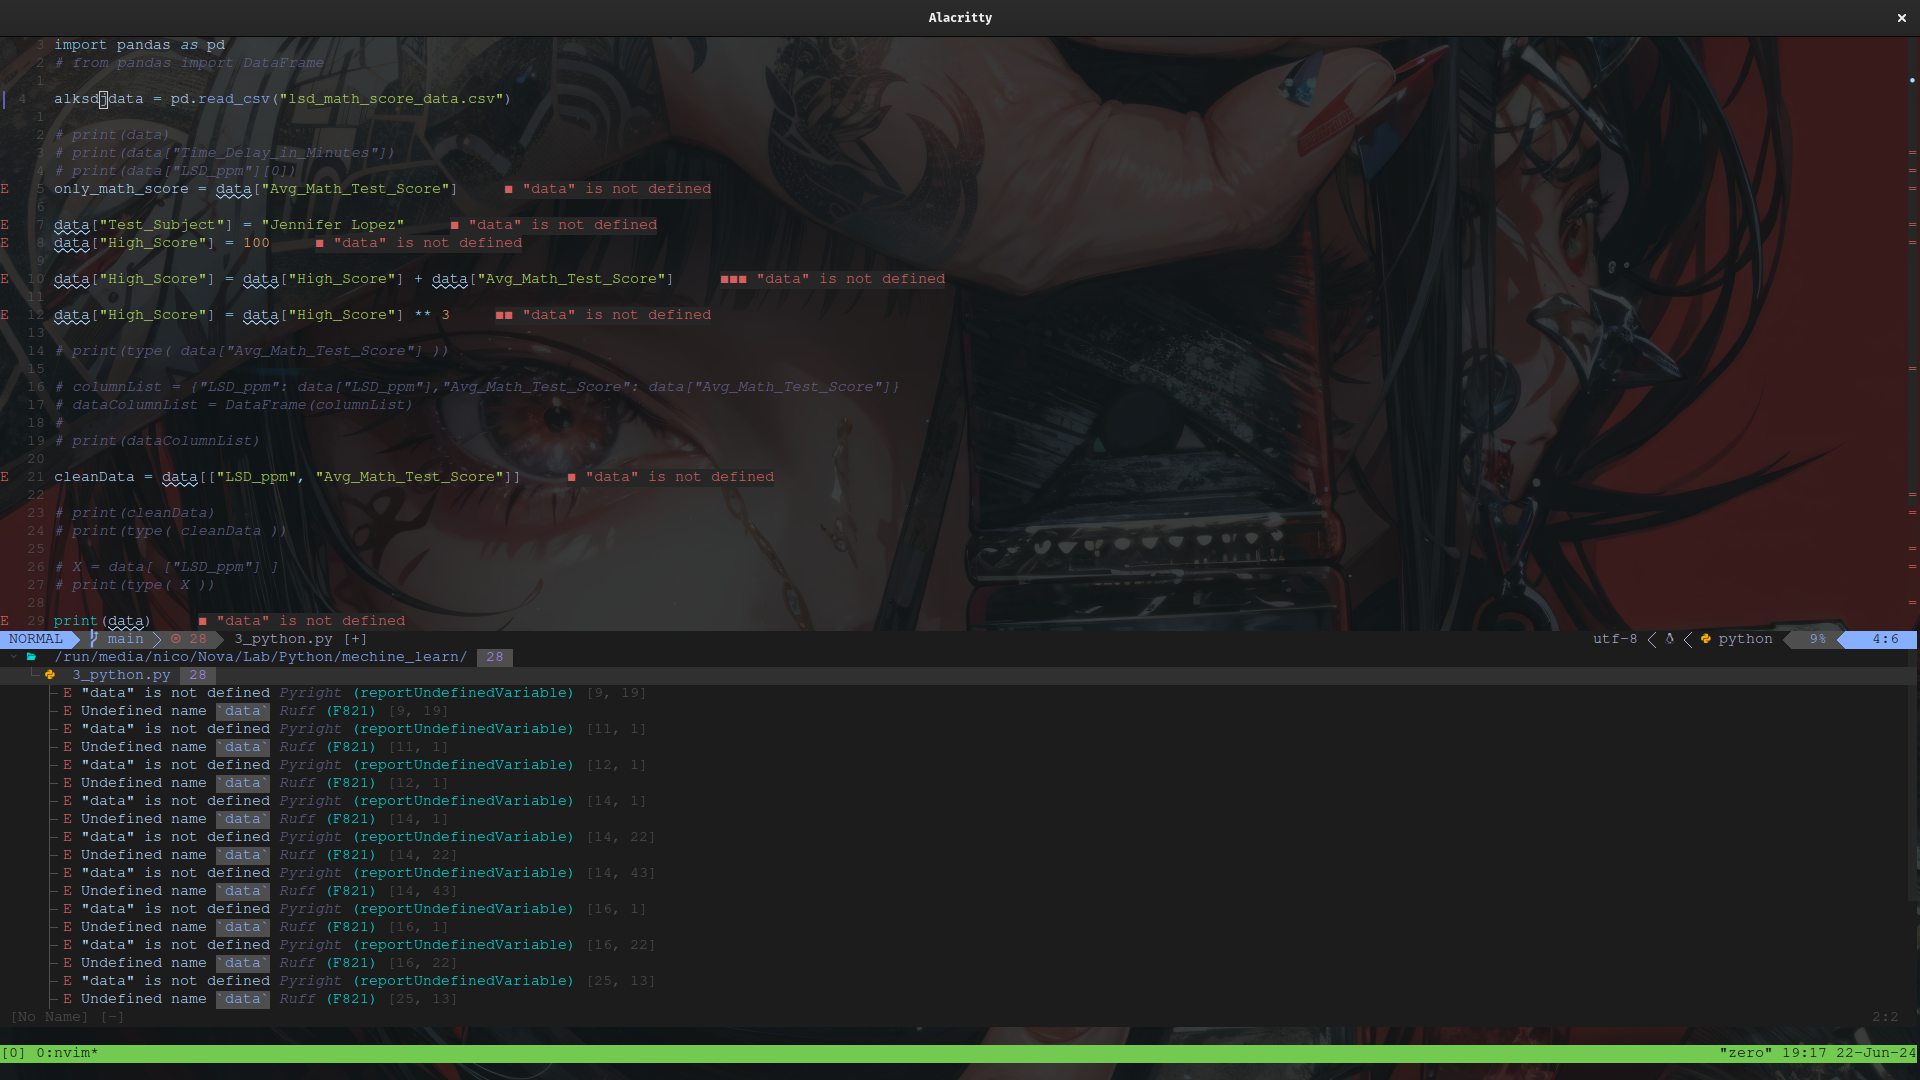 Alacritty ×
3 import pandas as pd
2 # from pandas import DataFrame
1
4 alksdjdata = pd.read_csv("lsd_math_score_data.csv")
1
2 # print(data)
3 # print(data["Time_Delay_in_Minutes"])
4 # print(data["LSD_ppm"][0])
E 5 only_math_score = data["Avg_Math_Test_Score"] ■ "data" is not defined
6
E 7 data["Test_Subject"] = "Jennifer Lopez" ■ "data" is not defined
E 8 data["High_Score"] = 100 ■ "data" is not defined
9
E 10 data["High_Score"] = data["High_Score"] + data["Avg_Math_Test_Score"] ■■■ "data" is not defined
11
E 12 data["High_Score"] = data["High_Score"] ** 3 ■■ "data" is not defined
13
14 # print(type( data["Avg_Math_Test_Score"] ))
15
16 # columnList = {"LSD_ppm": data["LSD_ppm"],"Avg_Math_Test_Score": data["Avg_Math_Test_Score"]}
17 # dataColumnList = DataFrame(columnList)
18 #
19 # print(dataColumnList)
20
E 21 cleanData = data[["LSD_ppm", "Avg_Math_Test_Score"]] ■ "data" is not defined
22
23 # print(cleanData)
24 # print(type( cleanData ))
25
26 # X = data[ ["LSD_ppm"] ]
27 # print(type( X ))
28
E 29 print(data) ■ "data" is not defined
NORMAL main 28 3_python.py [+] utf-8 python 9% 4:6
/run/media/nico/Nova/Lab/Python/mechine_learn/ 28
3_python.py 28
E "data" is not defined Pyright (reportUndefinedVariable) [9, 19]
E Undefined name `data` Ruff (F821) [9, 19]
E "data" is not defined Pyright (reportUndefinedVariable) [11, 1]
E Undefined name `data` Ruff (F821) [11, 1]
E "data" is not defined Pyright (reportUndefinedVariable) [12, 1]
E Undefined name `data` Ruff (F821) [12, 1]
E "data" is not defined Pyright (reportUndefinedVariable) [14, 1]
E Undefined name `data` Ruff (F821) [14, 1]
E "data" is not defined Pyright (reportUndefinedVariable) [14, 22]
E Undefined name `data` Ruff (F821) [14, 22]
E "data" is not defined Pyright (reportUndefinedVariable) [14, 43]
E Undefined name `data` Ruff (F821) [14, 43]
E "data" is not defined Pyright (reportUndefinedVariable) [16, 1]
E Undefined name `data` Ruff (F821) [16, 1]
E "data" is not defined Pyright (reportUndefinedVariable) [16, 22]
E Undefined name `data` Ruff (F821) [16, 22]
E "data" is not defined Pyright (reportUndefinedVariable) [25, 13]
E Undefined name `data` Ruff (F821) [25, 13]
[No Name] [-] 2:2
[0] 0:nvim* "zero" 19:17 22-Jun-24